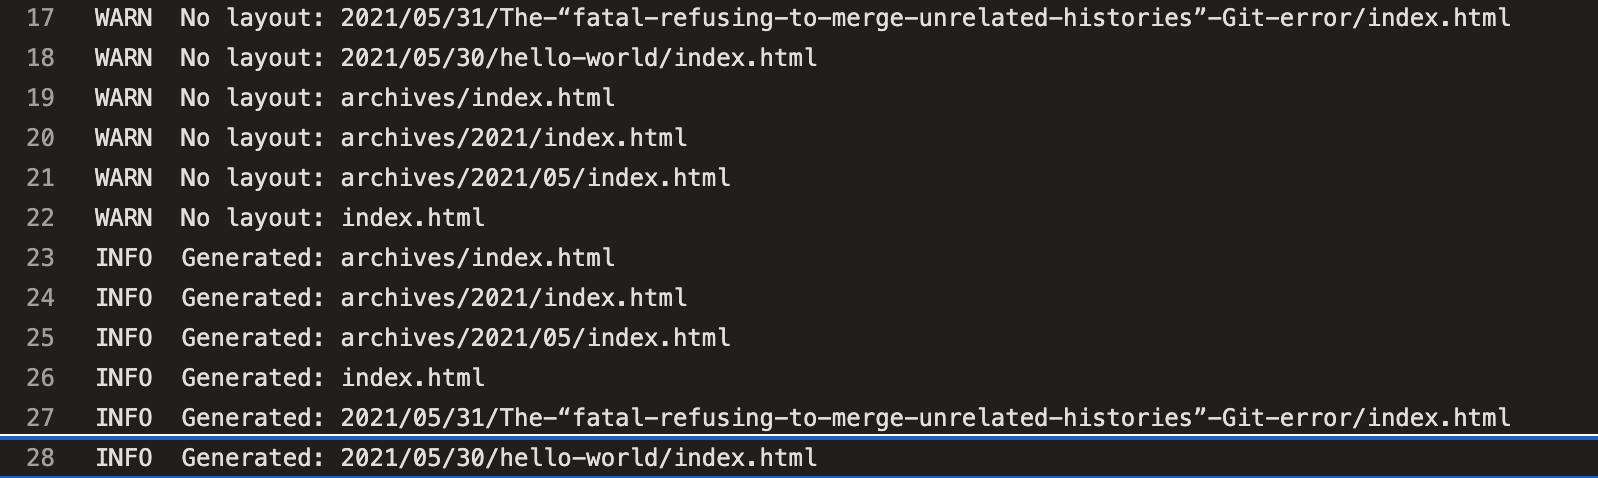 17 WARN No layout: 2021/05/31/The-“fatal-refusing-to-merge-unrelated-histories”-Git-error/index.html
18 WARN No layout: 2021/05/30/hello-world/index.html
19 WARN No layout: archives/index.html
20 WARN No layout: archives/2021/index.html
21 WARN No layout: archives/2021/05/index.html
22 WARN No layout: index.html
23 INFO Generated: archives/index.html
24 INFO Generated: archives/2021/index.html
25 INFO Generated: archives/2021/05/index.html
26 INFO Generated: index.html
27 INFO Generated: 2021/05/31/The-“fatal-refusing-to-merge-unrelated-histories”-Git-error/index.html
28 INFO Generated: 2021/05/30/hello-world/index.html